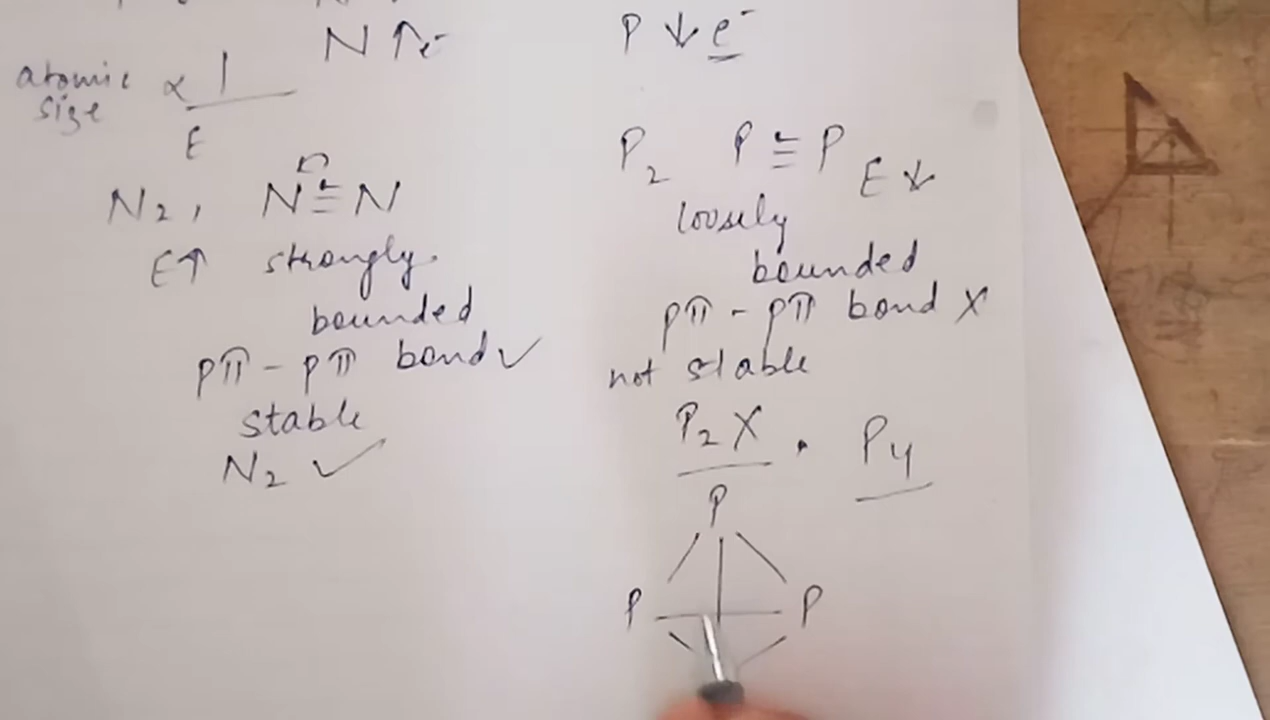 N ↑e⁻
atomic size ∝ 1/E
N₂, N≡N
E↑ strongly
bounded
pπ - pπ bond ✓
stable
N₂ ✓
P ↓ e⁻
P₂ P≡P E↓
loosely
bounded
pπ - pπ bond X
not stable
P₂ X . P₄
P
P P